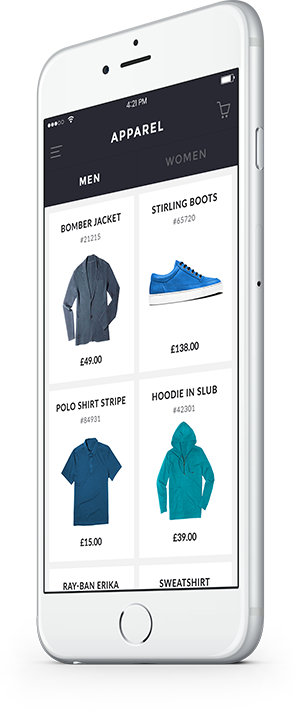 4:21 PM
APPAREL
MEN
WOMEN
BOMBER JACKET
#21215
£49.00
STIRLING BOOTS
#65720
£138.00
POLO SHIRT STRIPE
#84931
£15.00
HOODIE IN SLUB
#42301
£39.00
RAY-BAN ERIKA
SWEATSHIRT